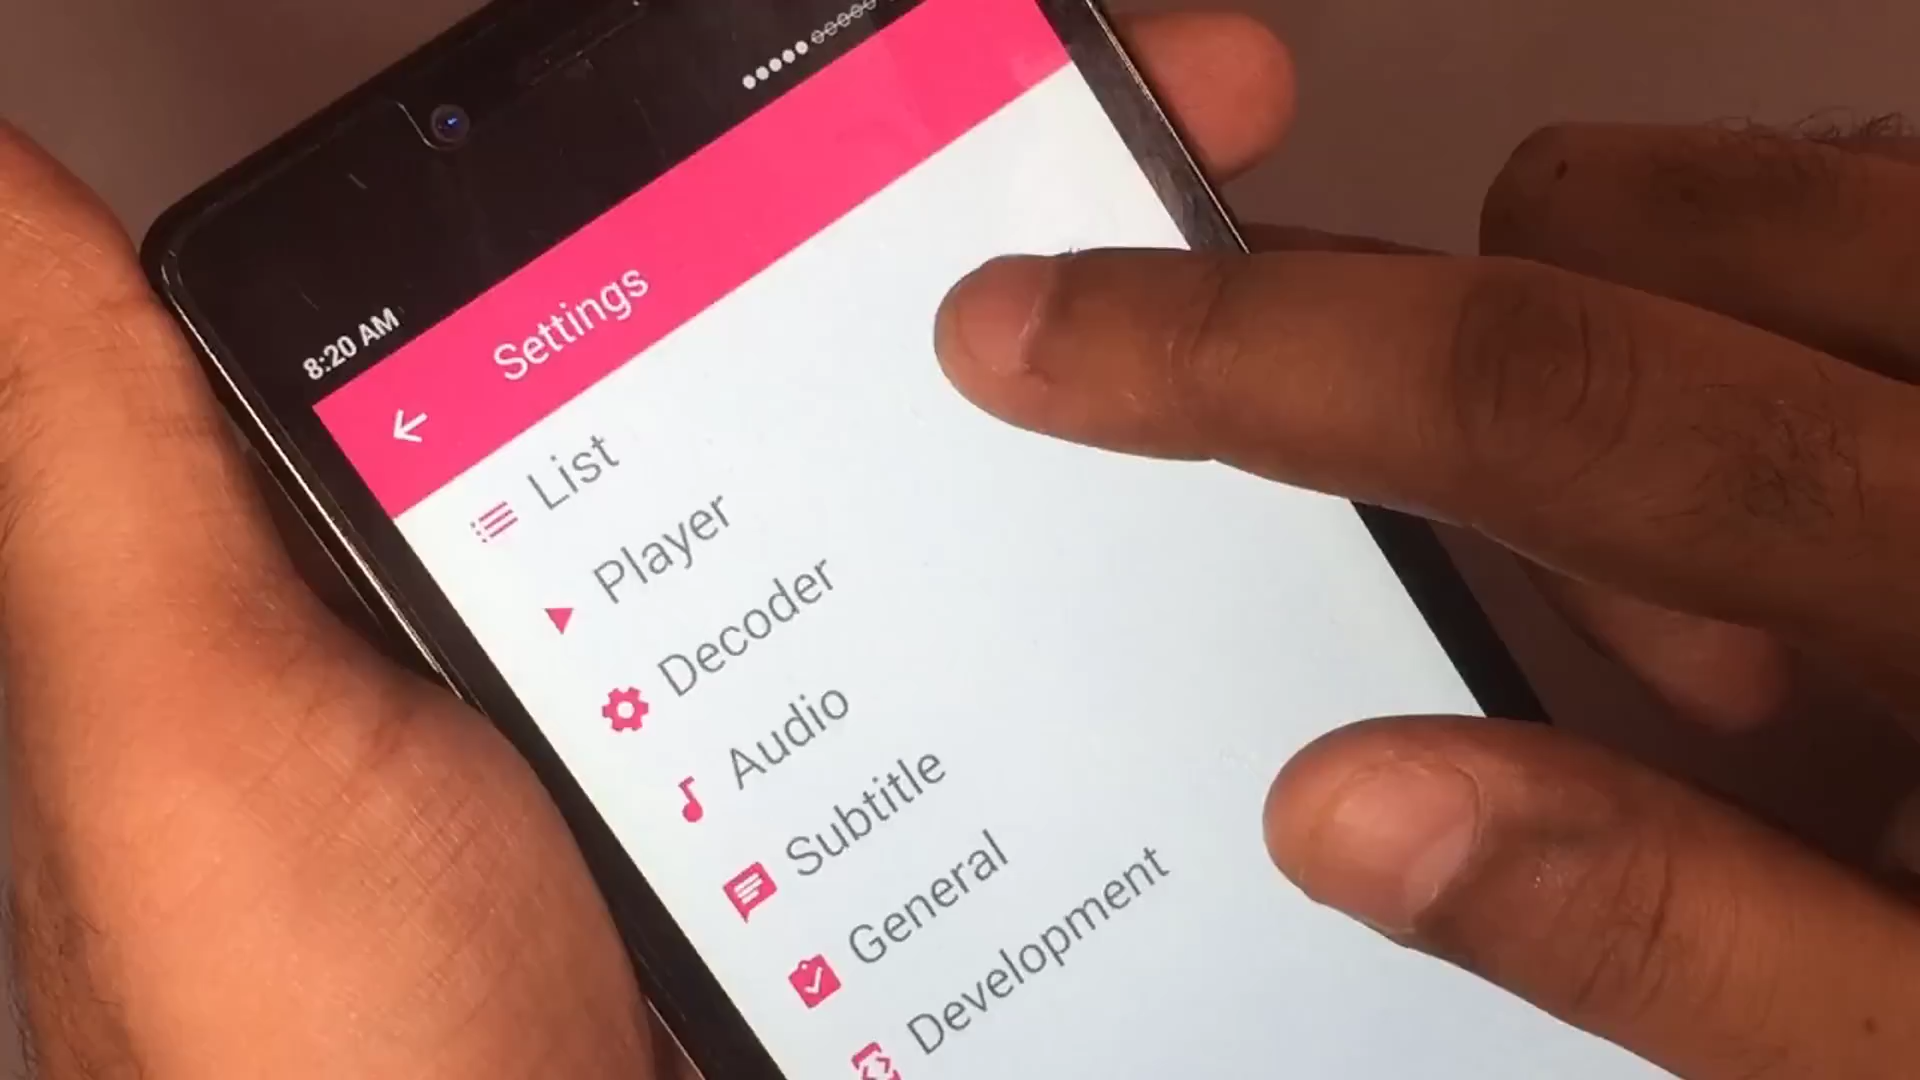 8:20 AM
Settings
List
Player
Decoder
Audio
Subtitle
General
Development